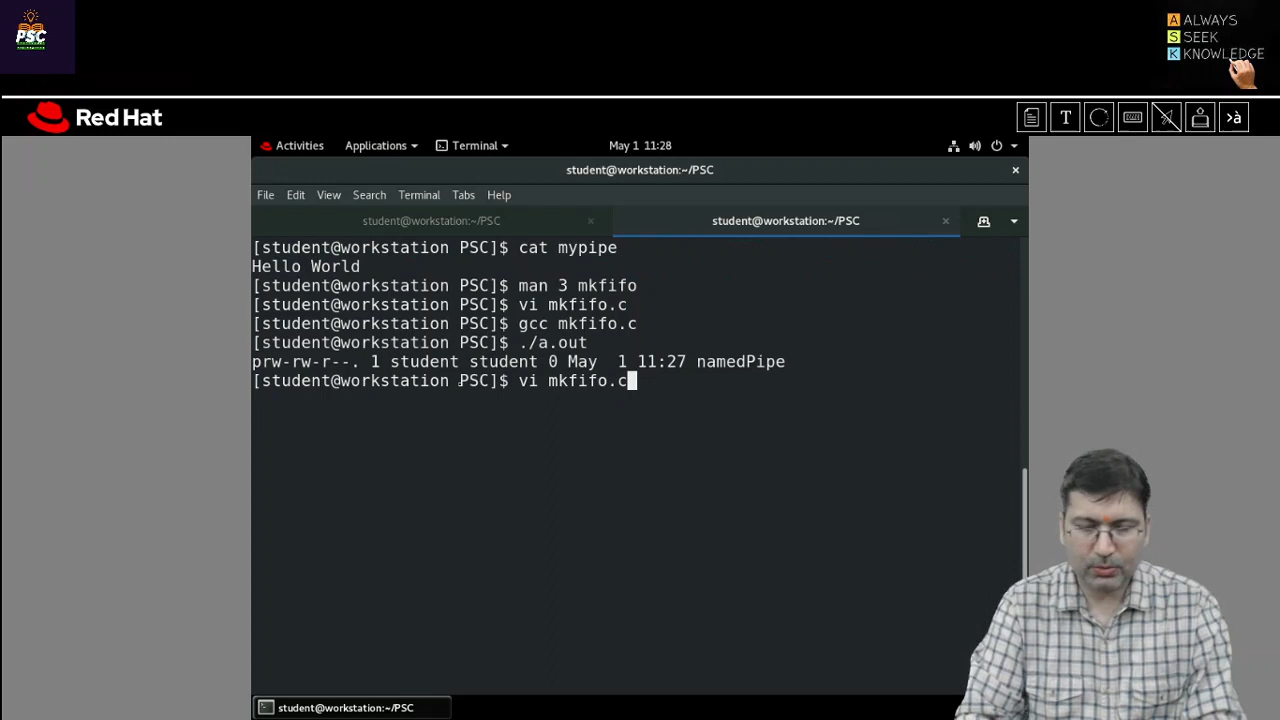 PSC
A ALWAYS
S SEEK
K KNOWLEDGE
Red Hat
T
>à
Activities Applications Terminal May 1 11:28
student@workstation:~/PSC ×
File Edit View Search Terminal Tabs Help
student@workstation:~/PSC × student@workstation:~/PSC ×
[student@workstation PSC]$ cat mypipe
Hello World
[student@workstation PSC]$ man 3 mkfifo
[student@workstation PSC]$ vi mkfifo.c
[student@workstation PSC]$ gcc mkfifo.c
[student@workstation PSC]$ ./a.out
prw-rw-r--. 1 student student 0 May  1 11:27 namedPipe
[student@workstation PSC]$ vi mkfifo.c
student@workstation:~/PSC